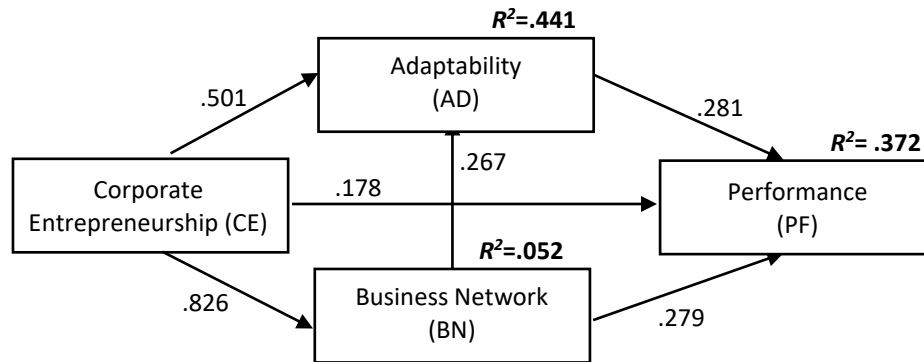 R²=.441
Adaptability
(AD)
.501
.281
R²= .372
.267
Corporate
Entrepreneurship (CE)
.178
Performance
(PF)
R²=.052
.826
Business Network
(BN)
.279